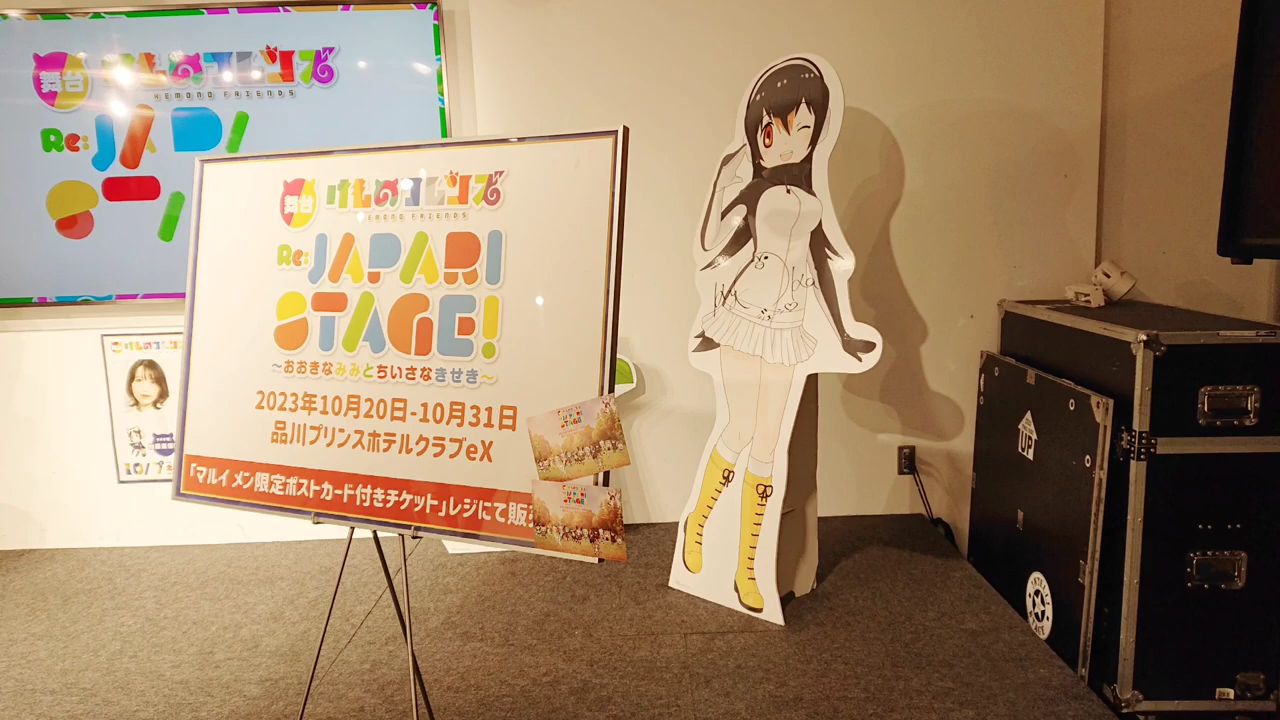 舞台
けものフレンズ
KEMONO FRIENDS
Re:JAPARI
舞台
けものフレンズ
KEMONO FRIENDS
Re:JAPARI
STAGE!
～おおきなみみとちいさなきせき～
2023年10月20日-10月31日
品川プリンスホテルクラブeX
「マルイ メン限定ポストカード付きチケット」レジにて販
STAGE
STAGE
UP